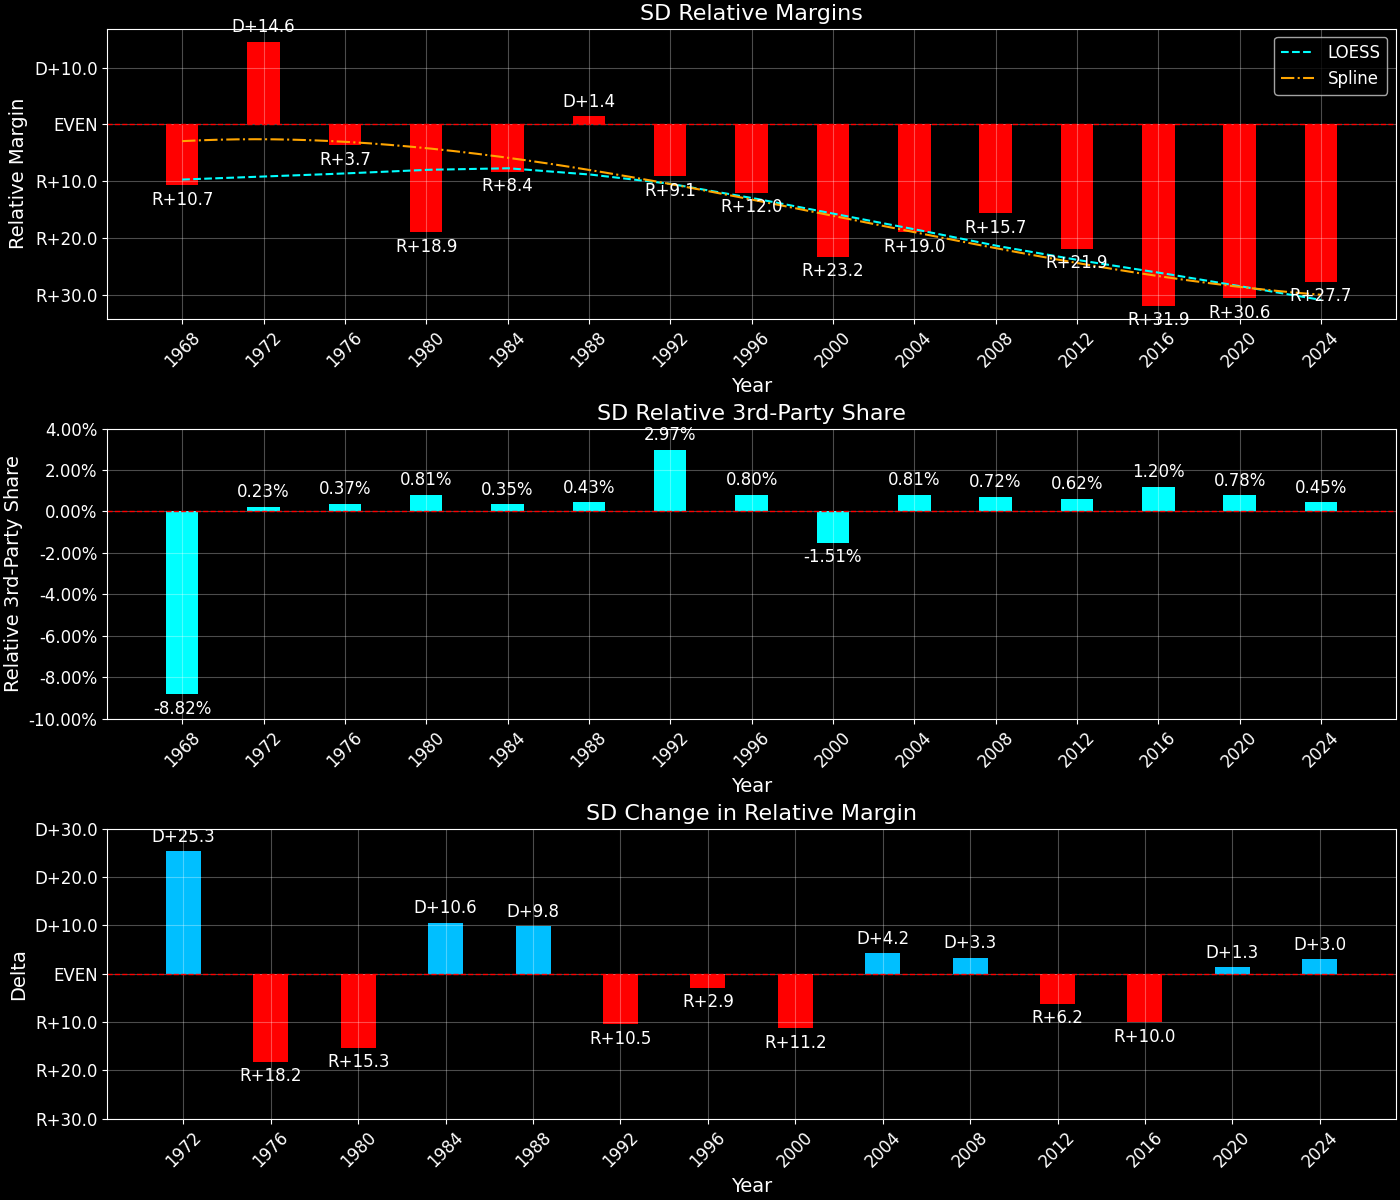 SD Relative Margins
Relative Margin
D+10.0
EVEN
R+10.0
R+20.0
R+30.0
R+10.7
D+14.6
R+3.7
R+18.9
R+8.4
D+1.4
R+9.1
R+12.0
R+23.2
R+19.0
R+15.7
R+21.9
R+31.9
R+30.6
R+27.7
LOESS
Spline
1968
1972
1976
1980
1984
1988
1992
1996
2000
2004
2008
2012
2016
2020
2024
Year
SD Relative 3rd-Party Share
Relative 3rd-Party Share
4.00%
2.00%
0.00%
-2.00%
-4.00%
-6.00%
-8.00%
-10.00%
-8.82%
0.23%
0.37%
0.81%
0.35%
0.43%
2.97%
0.80%
-1.51%
0.81%
0.72%
0.62%
1.20%
0.78%
0.45%
1968
1972
1976
1980
1984
1988
1992
1996
2000
2004
2008
2012
2016
2020
2024
Year
SD Change in Relative Margin
Delta
D+30.0
D+20.0
D+10.0
EVEN
R+10.0
R+20.0
R+30.0
D+25.3
R+18.2
R+15.3
D+10.6
D+9.8
R+10.5
R+2.9
R+11.2
D+4.2
D+3.3
R+6.2
R+10.0
D+1.3
D+3.0
1972
1976
1980
1984
1988
1992
1996
2000
2004
2008
2012
2016
2020
2024
Year